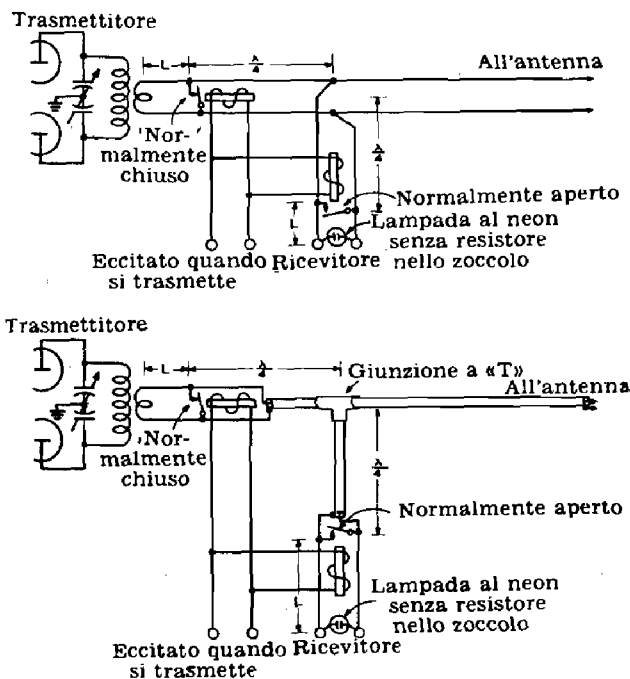 Trasmettitore
L
λ/4
All'antenna
'Nor-'
malmente
chiuso
λ/4
Normalmente aperto
L
Lampada al neon
senza resistore
nello zoccolo
Eccitato quando
si trasmette
Ricevitore
Trasmettitore
L
λ/4
Giunzione a «T»
All'antenna
'Nor-
malmente
chiuso
λ/4
Normalmente aperto
L
Lampada al neon
senza resistore
nello zoccolo
Eccitato quando
si trasmette
Ricevitore